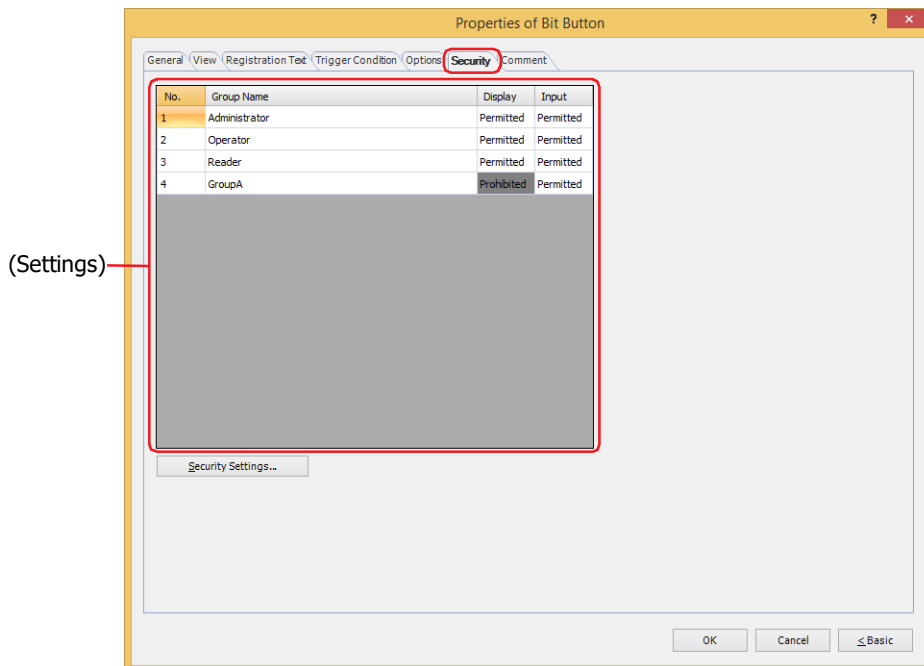 Properties of Bit Button ? ×
General View Registration Text Trigger Condition Options Security Comment
No. Group Name Display Input
1 Administrator Permitted Permitted
2 Operator Permitted Permitted
3 Reader Permitted Permitted
4 GroupA Prohibited Permitted
(Settings)
Security Settings...
OK Cancel < Basic